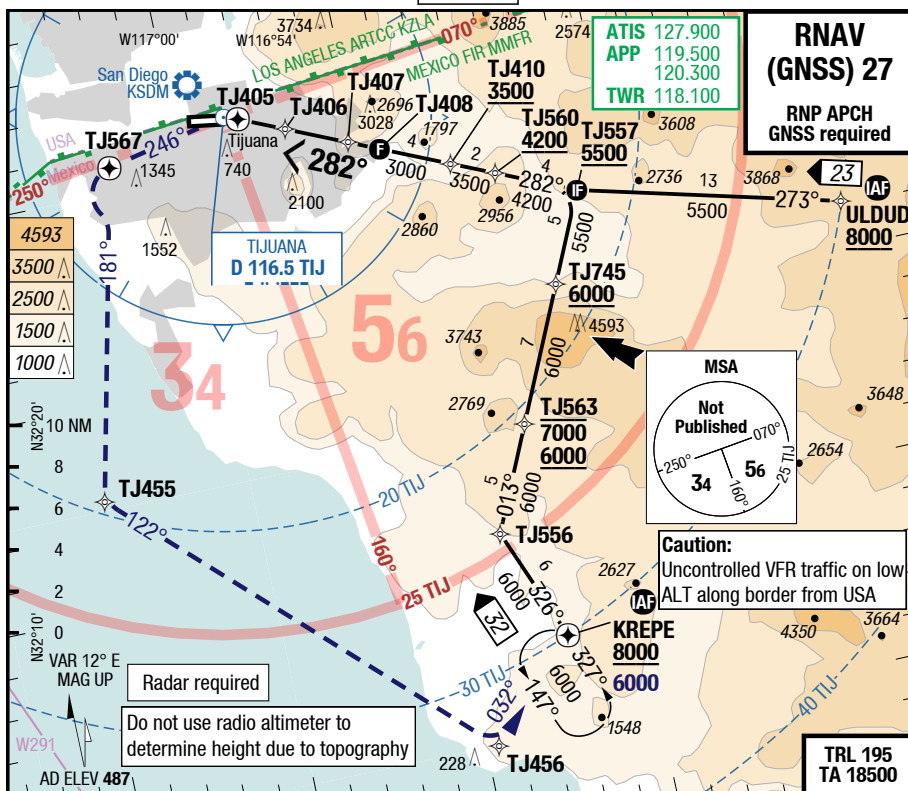 RNAV
(GNSS) 27
RNP APCH
GNSS required
ATIS 127.900
APP 119.500
120.300
TWR 118.100
W117°00'
W116°54'
3734
3885
2574
070°
LOS ANGELES ARTCC KZLA
MEXICO FIR MMFR
San Diego
KSDM
TJ405
TJ406
TJ407
TJ408
TJ410
3500
TJ560
4200
TJ557
5500
2696
3028
1797
4
3608
TJ567
USA
Mexico
250°
246°
1345
Tijuana
740
282°
F
3000
2
3500
4
282°
4200
IF
2736
13
5500
3868
23
273°
IAF
ULDUD
8000
2100
2956
2860
5
5500
4593
3500
2500
1500
1000
181°
1552
TIJUANA
D 116.5 TIJ
TJ745
6000
4593
34
56
3743
7
6000
2769
TJ563
7000
6000
MSA
Not
Published
070°
250°
34
56
160°
25 TIJ
3648
2654
N32°20'
10 NM
8
6
4
2
0
N32°10'
TJ455
122°
20 TIJ
5
013°
6000
TJ556
160°
25 TIJ
6
6000
326°
32
2627
IAF
KREPE
8000
6000
Caution:
Uncontrolled VFR traffic on low
ALT along border from USA
4350
3664
327°
6000
147°
1548
30 TIJ
40 TIJ
032°
TJ456
228
VAR 12° E
MAG UP
W291
AD ELEV 487
Radar required
Do not use radio altimeter to
determine height due to topography
TRL 195
TA 18500